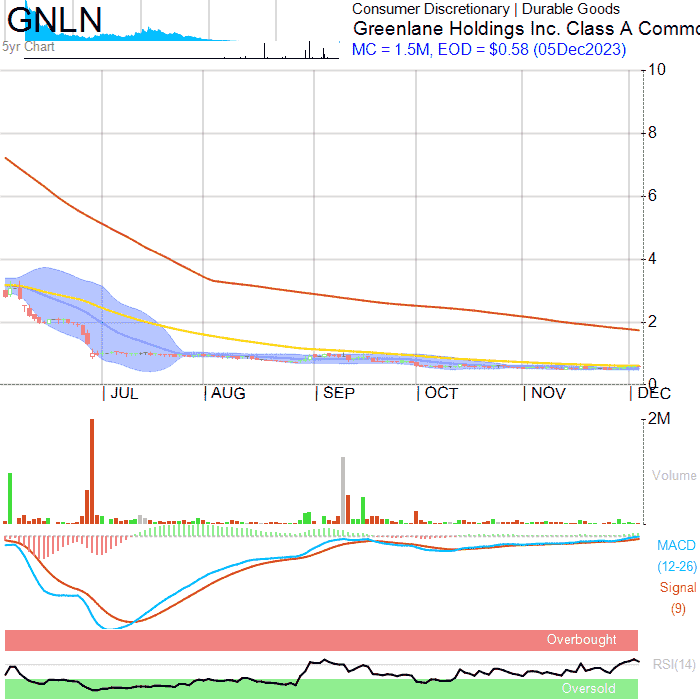 GNLN
Consumer Discretionary | Durable Goods
Greenlane Holdings Inc. Class A Commo
5yr Chart
MC = 1.5M, EOD = $0.58 (05Dec2023)
10
8
6
4
2
0
JUL AUG SEP OCT NOV DEC
2M
Volume
MACD
(12-26)
Signal
(9)
Overbought
RSI(14)
Oversold